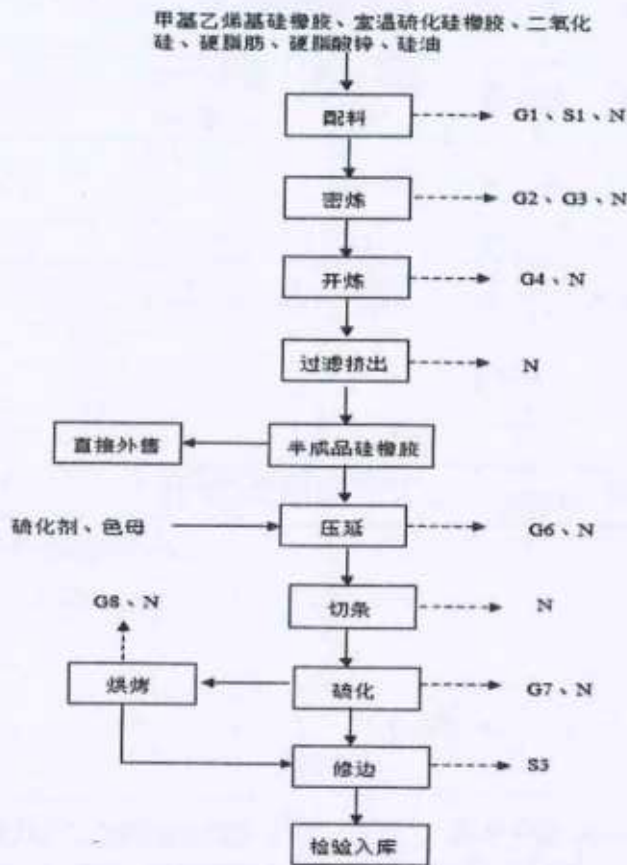 甲基乙烯基硅橡胶、室温硫化硅橡胶、二氧化
硅、硬脂肪、硬脂酸锌、硅油
配料
G1、S1、N
密炼
G2、G3、N
开炼
G4、N
过滤挤出
N
直接外售
半成品硅橡胶
硫化剂、色母
压延
G6、N
G8、N
切条
N
烘烤
硫化
G7、N
修边
S3
检验入库